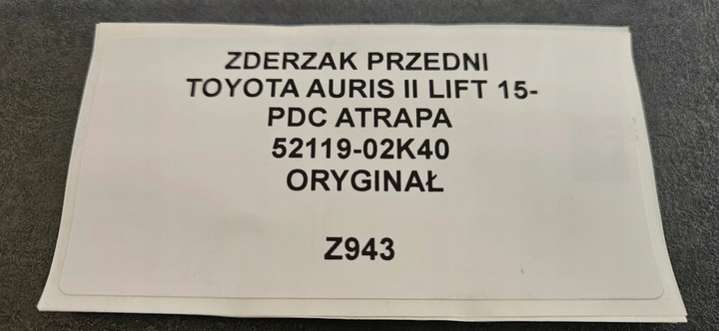 ZDERZAK PRZEDNI
TOYOTA AURIS II LIFT 15-
PDC ATRAPA
52119-02K40
ORYGINAŁ
Z943